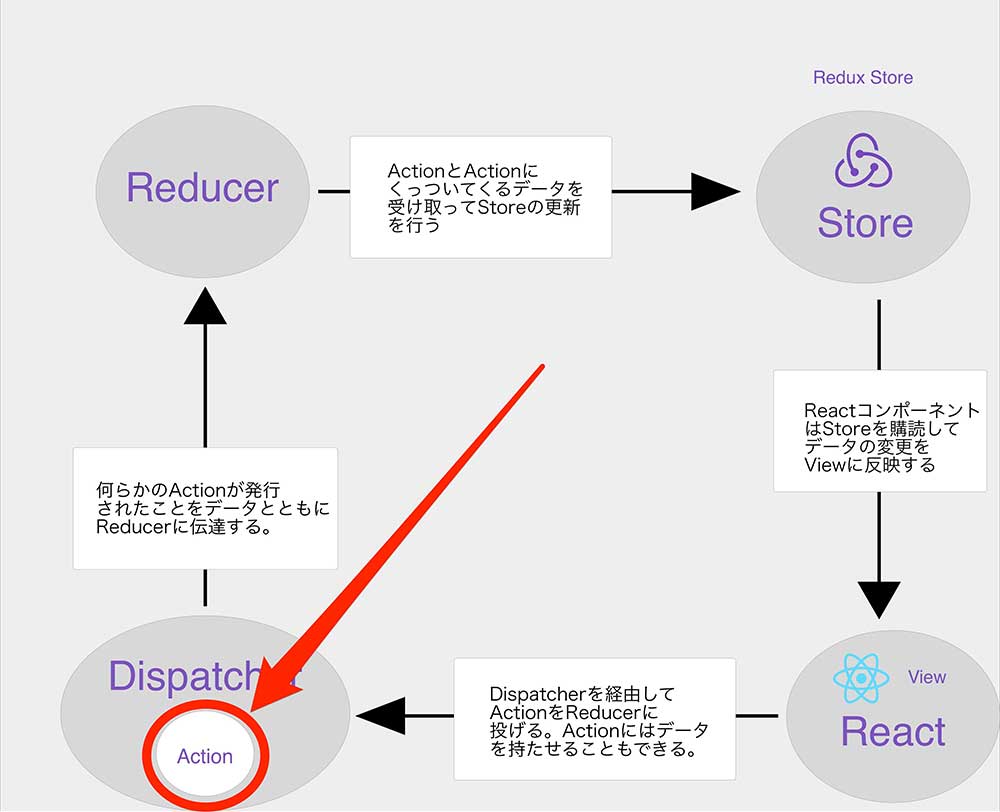 Redux Store
Reducer
ActionとActionに
くっついてくるデータを
受け取ってStoreの更新
を行う
Store
Reactコンポーネント
はStoreを購読して
データの変更を
Viewに反映する
何らかのActionが発行
されたことをデータとともに
Reducerに伝達する。
Dispatcher
Action
Dispatcherを経由して
ActionをReducerに
投げる。Actionにはデータ
を持たせることもできる。
View
React